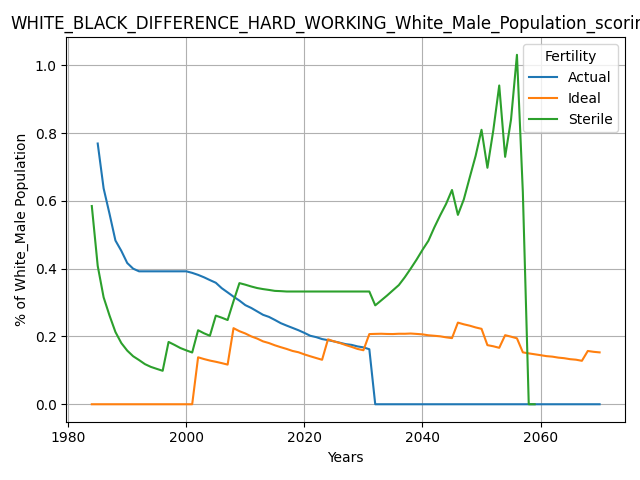 WHITE_BLACK_DIFFERENCE_HARD_WORKING_White_Male_Population_scorin
Fertility
Actual
Ideal
Sterile
% of White_Male Population
1.0
0.8
0.6
0.4
0.2
0.0
1980 2000 2020 2040 2060
Years